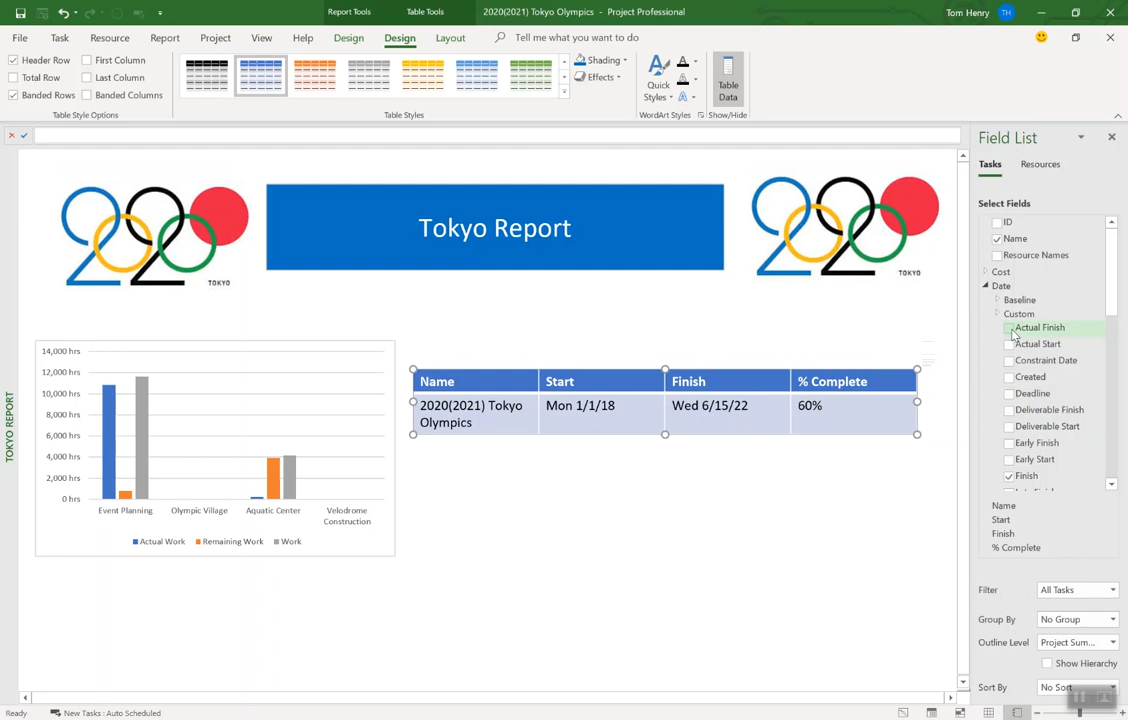 Report Tools
Table Tools
2020(2021) Tokyo Olympics - Project Professional
Tom Henry
TH
File
Task
Resource
Report
Project
View
Help
Design
Design
Layout
Tell me what you want to do
Header Row
First Column
Total Row
Last Column
Banded Rows
Banded Columns
Table Style Options
Table Styles
Shading
Effects
Quick
Styles
A
A
A
WordArt Styles
Table
Data
Show/Hide
TOKYO REPORT
TOKYO
Tokyo Report
TOKYO
14,000 hrs
12,000 hrs
10,000 hrs
8,000 hrs
6,000 hrs
4,000 hrs
2,000 hrs
0 hrs
Event Planning
Olympic Village
Aquatic Center
Velodrome
Construction
Actual Work
Remaining Work
Work
Name Start Finish % Complete
2020(2021) Tokyo Mon 1/1/18 Wed 6/15/22 60%
Olympics
Field List
Tasks
Resources
Select Fields
ID
Name
Resource Names
Cost
Date
Baseline
Custom
Actual Finish
Actual Start
Constraint Date
Created
Deadline
Deliverable Finish
Deliverable Start
Early Finish
Early Start
Finish
Name
Start
Finish
% Complete
Filter All Tasks
Group By No Group
Outline Level Project Sum...
Show Hierarchy
Sort By No Sort
Ready
New Tasks : Auto Scheduled